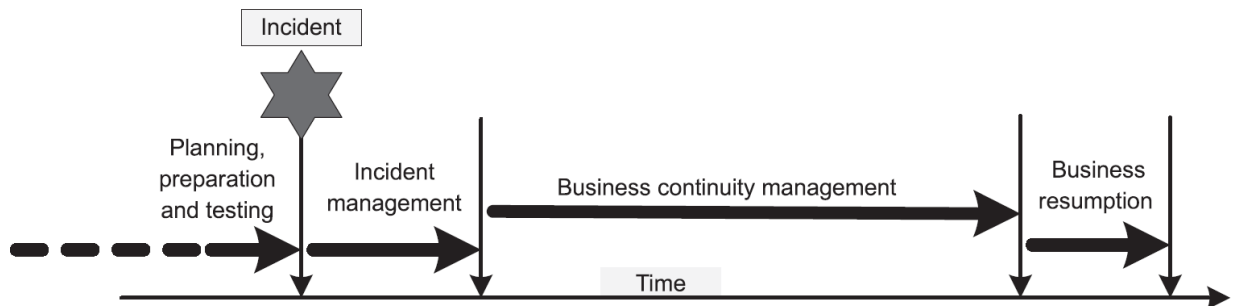 Incident
Planning,
preparation
and testing
Incident
management
Business continuity management
Business
resumption
Time